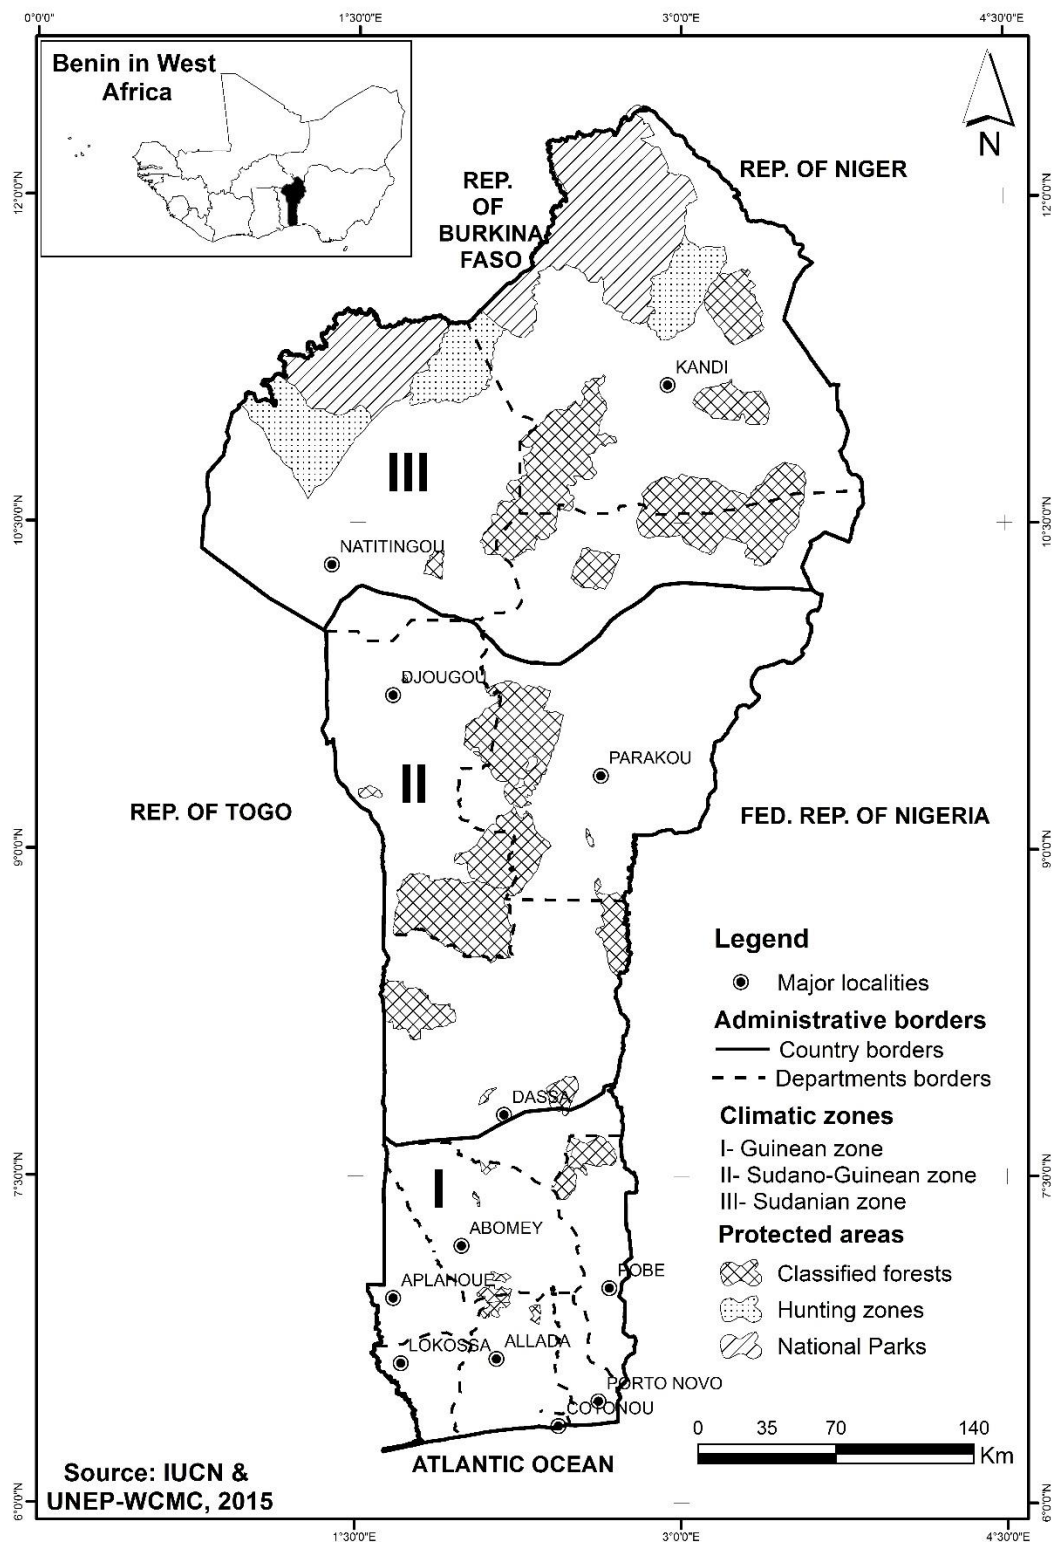 0°0'0"
1°30'0"E
3°0'0"E
4°30'0"E
Benin in West
Africa
N
REP. OF NIGER
REP.
OF
BURKINA
FASO
12°0'0"N
12°0'0"N
KANDI
III
10°30'0"N
10°30'0"N
NATITINGOU
DJOUGOU
II
PARAKOU
REP. OF TOGO
FED. REP. OF NIGERIA
9°0'0"N
9°0'0"N
Legend
Major localities
Administrative borders
Country borders
Departments borders
DASSA
Climatic zones
I- Guinean zone
II- Sudano-Guinean zone
III- Sudanian zone
7°30'0"N
7°30'0"N
I
Protected areas
Classified forests
Hunting zones
National Parks
ABOMEY
APLAHOUE
POBE
LOKOSSA
ALLADA
PORTO NOVO
COTONOU
0 35 70 140
Km
ATLANTIC OCEAN
Source: IUCN &
UNEP-WCMC, 2015
6°0'0"N
6°0'0"N
1°30'0"E
3°0'0"E
4°30'0"E